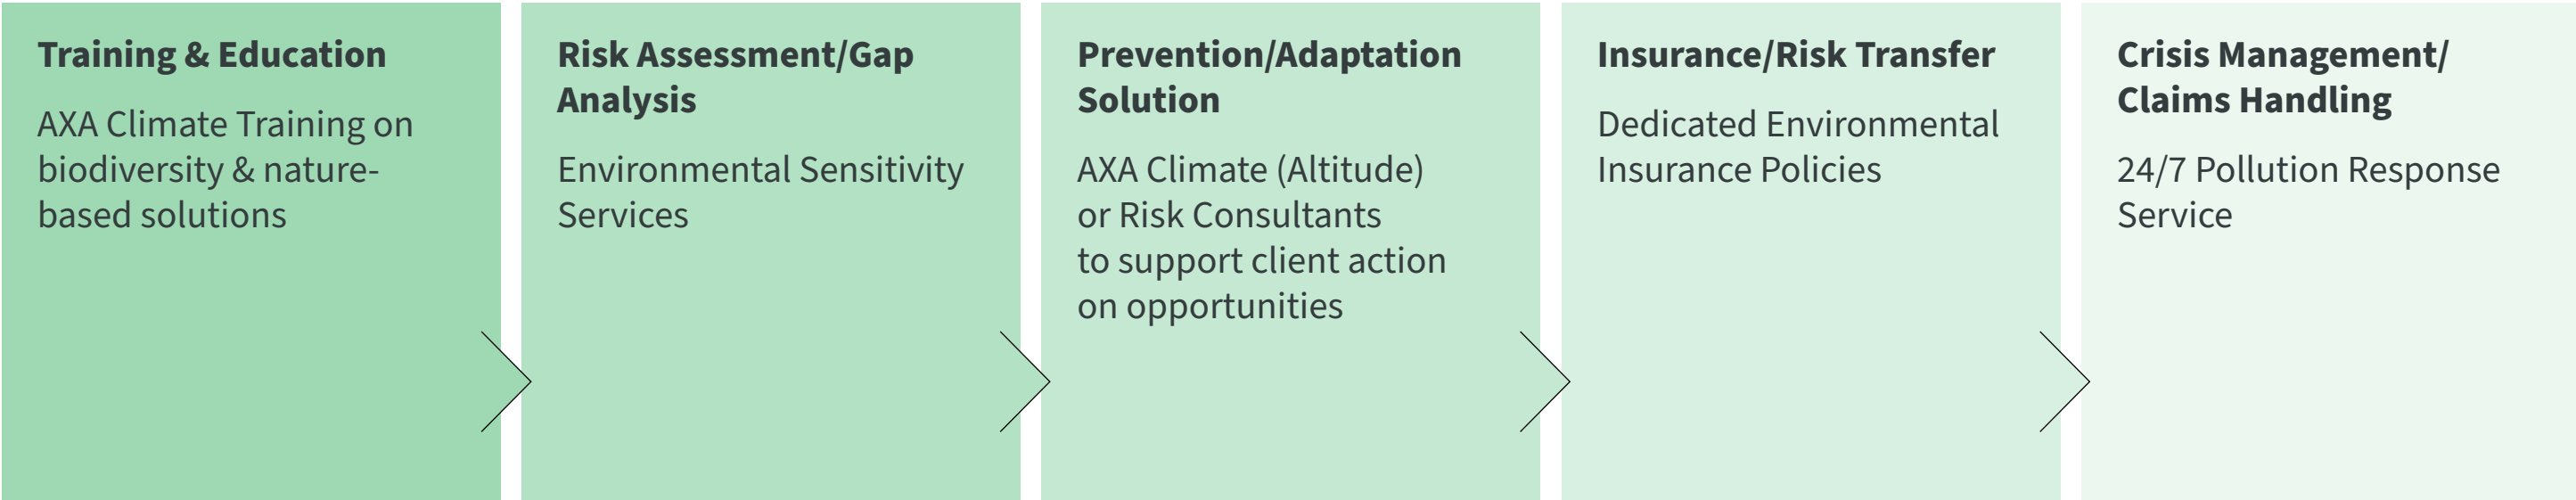 Training & Education
AXA Climate Training on
biodiversity & nature-
based solutions
Risk Assessment/Gap
Analysis
Environmental Sensitivity
Services
Prevention/Adaptation
Solution
AXA Climate (Altitude)
or Risk Consultants
to support client action
on opportunities
Insurance/Risk Transfer
Dedicated Environmental
Insurance Policies
Crisis Management/
Claims Handling
24/7 Pollution Response
Service